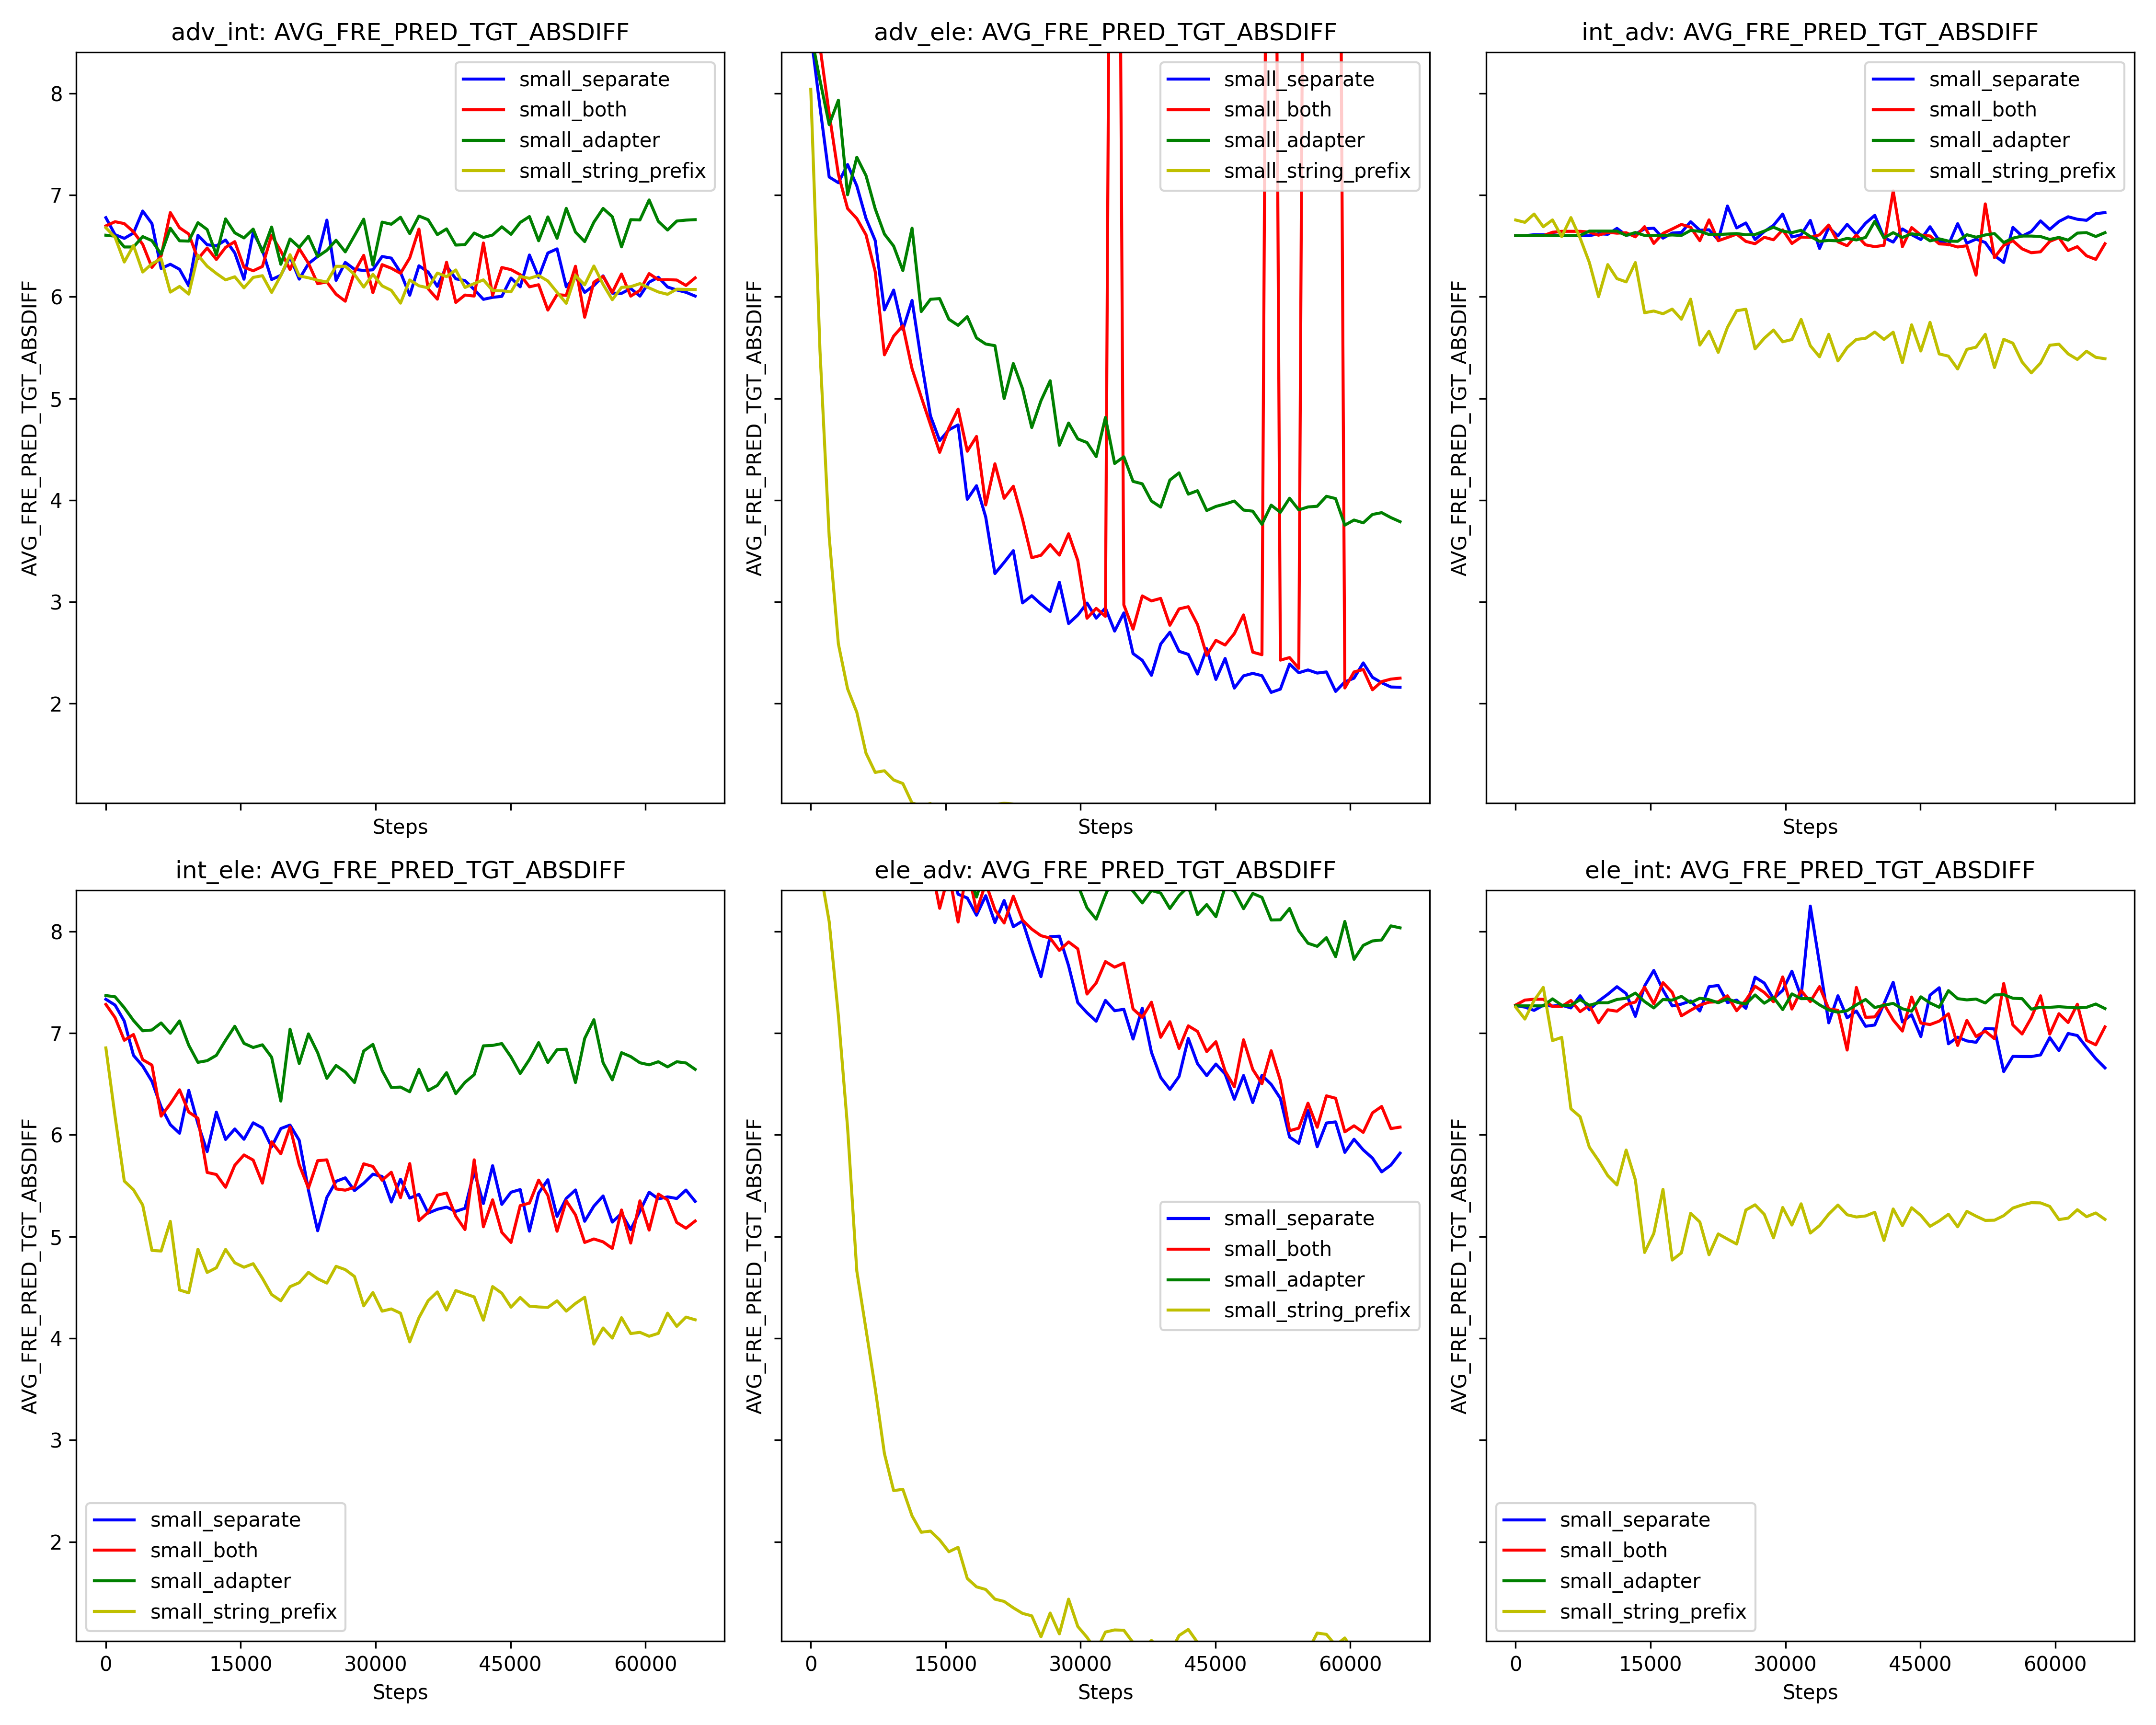 adv_int: AVG_FRE_PRED_TGT_ABSDIFF
AVG_FRE_PRED_TGT_ABSDIFF
8
7
6
5
4
3
2
small_separate
small_both
small_adapter
small_string_prefix
Steps
adv_ele: AVG_FRE_PRED_TGT_ABSDIFF
AVG_FRE_PRED_TGT_ABSDIFF
small_separate
small_both
small_adapter
small_string_prefix
Steps
int_adv: AVG_FRE_PRED_TGT_ABSDIFF
AVG_FRE_PRED_TGT_ABSDIFF
small_separate
small_both
small_adapter
small_string_prefix
Steps
int_ele: AVG_FRE_PRED_TGT_ABSDIFF
AVG_FRE_PRED_TGT_ABSDIFF
8
7
6
5
4
3
2
small_separate
small_both
small_adapter
small_string_prefix
0 15000 30000 45000 60000
Steps
ele_adv: AVG_FRE_PRED_TGT_ABSDIFF
AVG_FRE_PRED_TGT_ABSDIFF
small_separate
small_both
small_adapter
small_string_prefix
0 15000 30000 45000 60000
Steps
ele_int: AVG_FRE_PRED_TGT_ABSDIFF
AVG_FRE_PRED_TGT_ABSDIFF
small_separate
small_both
small_adapter
small_string_prefix
0 15000 30000 45000 60000
Steps